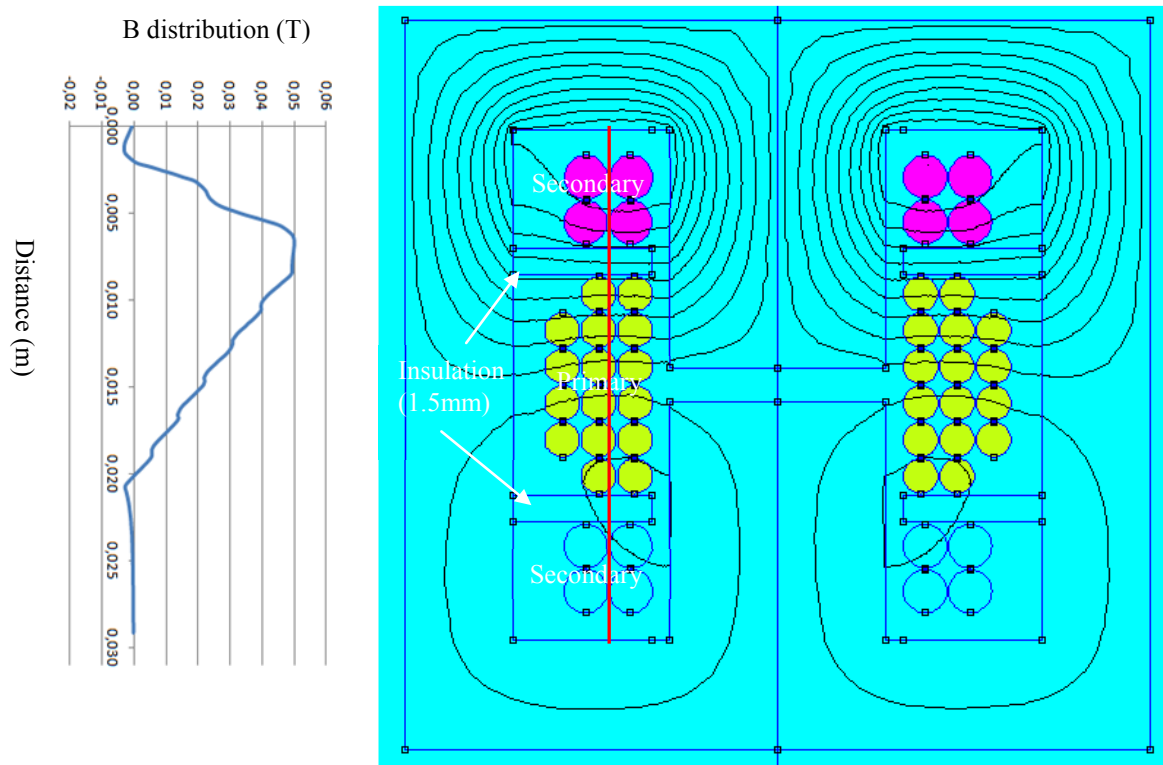 B distribution (T)
-0,02
-0,01
0,00
0,01
0,02
0,03
0,04
0,05
0,06
0,000
0,005
0,010
0,015
0,020
0,025
0,030
Distance (m)
Secondary
Insulation
(1.5mm)
Primary
Secondary